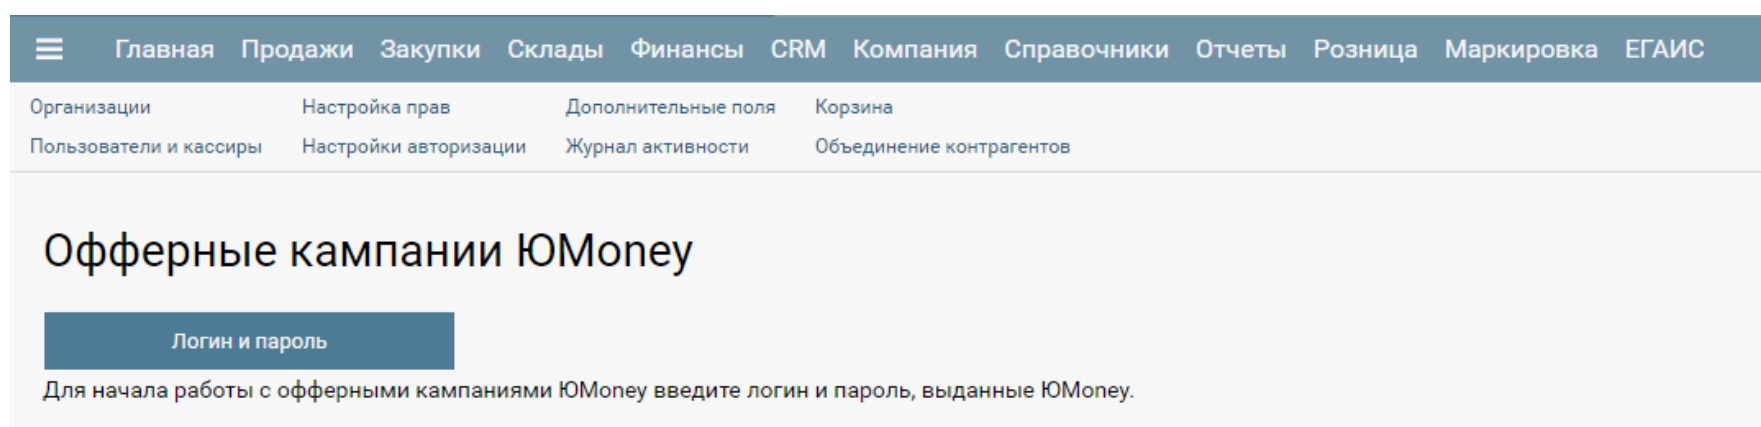 Главная Продажи Закупки Склады Финансы CRM Компания Справочники Отчеты Розница Маркировка ЕГАИС
Организации Настройка прав Дополнительные поля Корзина
Пользователи и кассиры Настройки авторизации Журнал активности Объединение контрагентов
Офферные кампании ЮMoney
Логин и пароль
Для начала работы с офферными кампаниями ЮMoney введите логин и пароль, выданные ЮMoney.